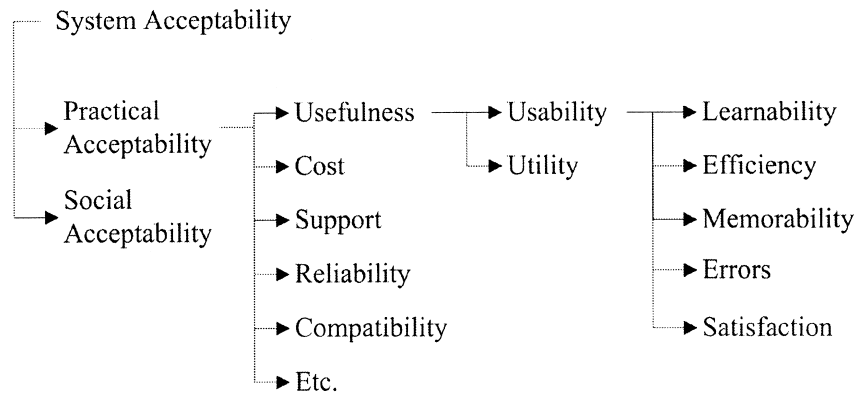 System Acceptability
Practical
Acceptability
Social
Acceptability
Usefulness
Cost
Support
Reliability
Compatibility
Etc.
Usability
Utility
Learnability
Efficiency
Memorability
Errors
Satisfaction